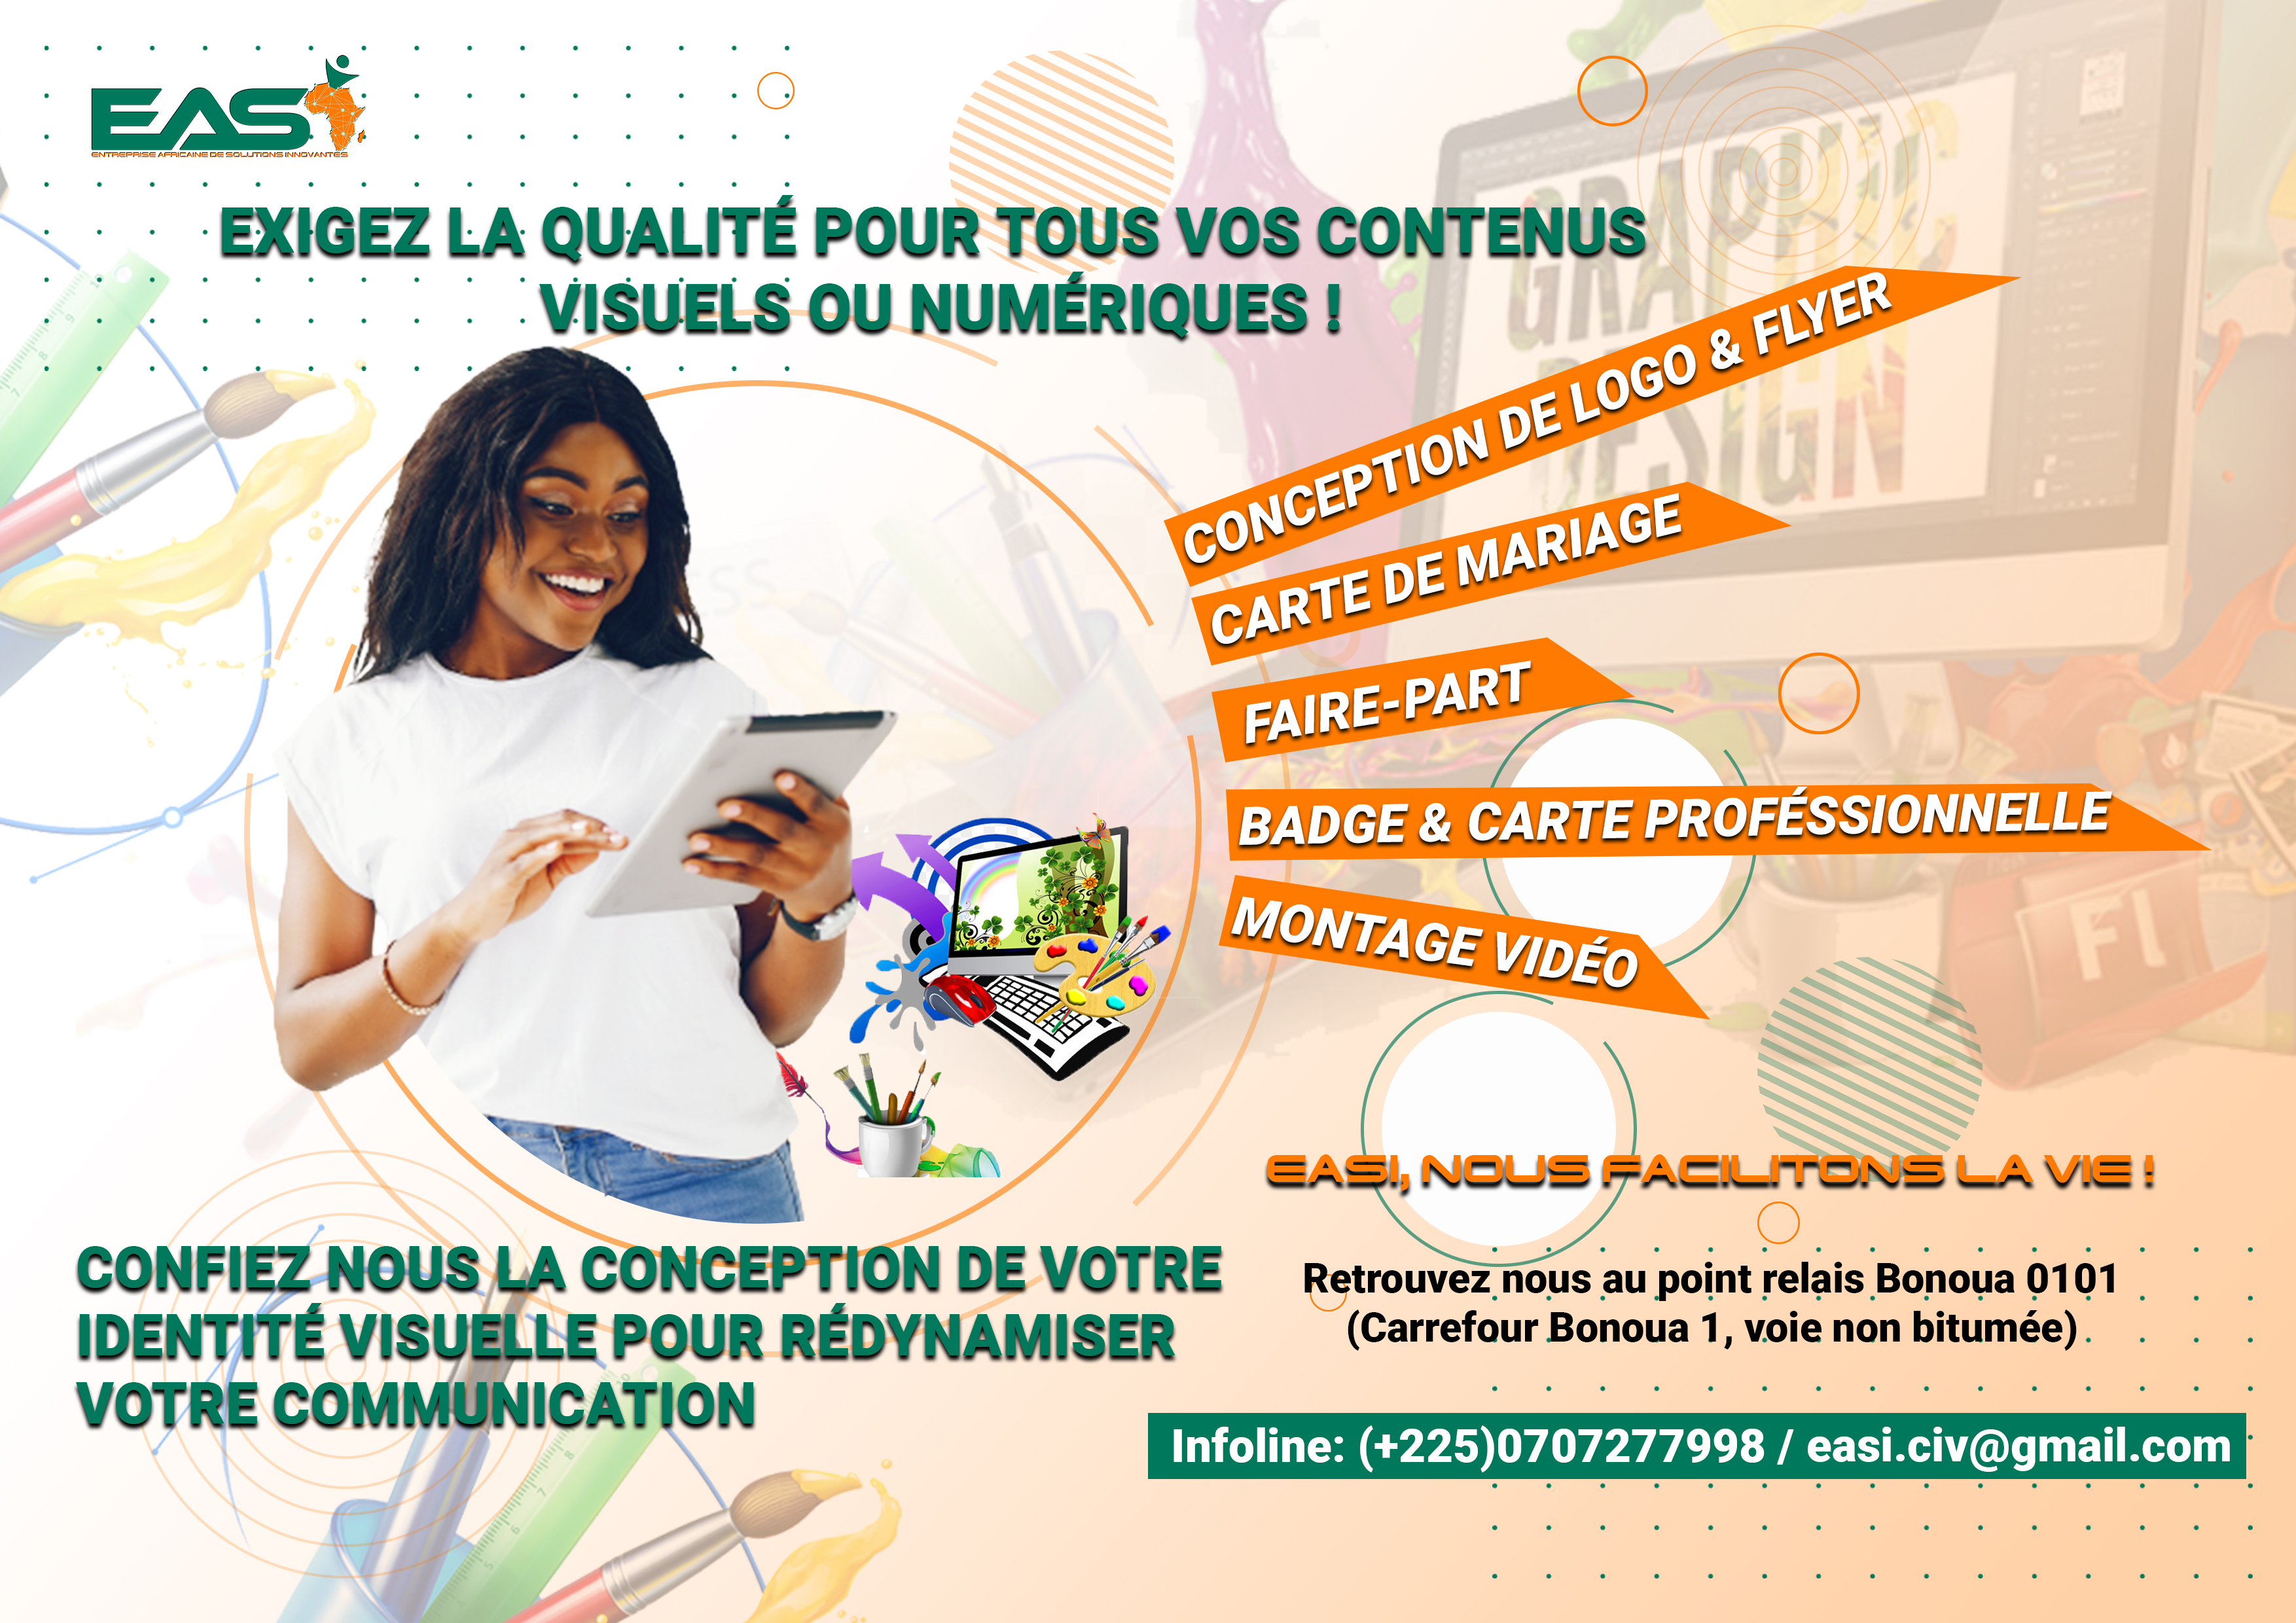 EASI
ENTREPRISE AFRICAINE DE SOLUTIONS INNOVANTES
EXIGEZ LA QUALITÉ POUR TOUS VOS CONTENUS
VISUELS OU NUMÉRIQUES !
GRAPHIC
DESIGN
CONCEPTION DE LOGO & FLYER
CARTE DE MARIAGE
FAIRE-PART
BADGE & CARTE PROFÉSSIONNELLE
MONTAGE VIDÉO
Fl
EASI, NOUS FACILITONS LA VIE !
CONFIEZ NOUS LA CONCEPTION DE VOTRE
IDENTITÉ VISUELLE POUR RÉDYNAMISER
VOTRE COMMUNICATION
Retrouvez nous au point relais Bonoua 0101
(Carrefour Bonoua 1, voie non bitumée)
Infoline: (+225)0707277998 / easi.civ@gmail.com